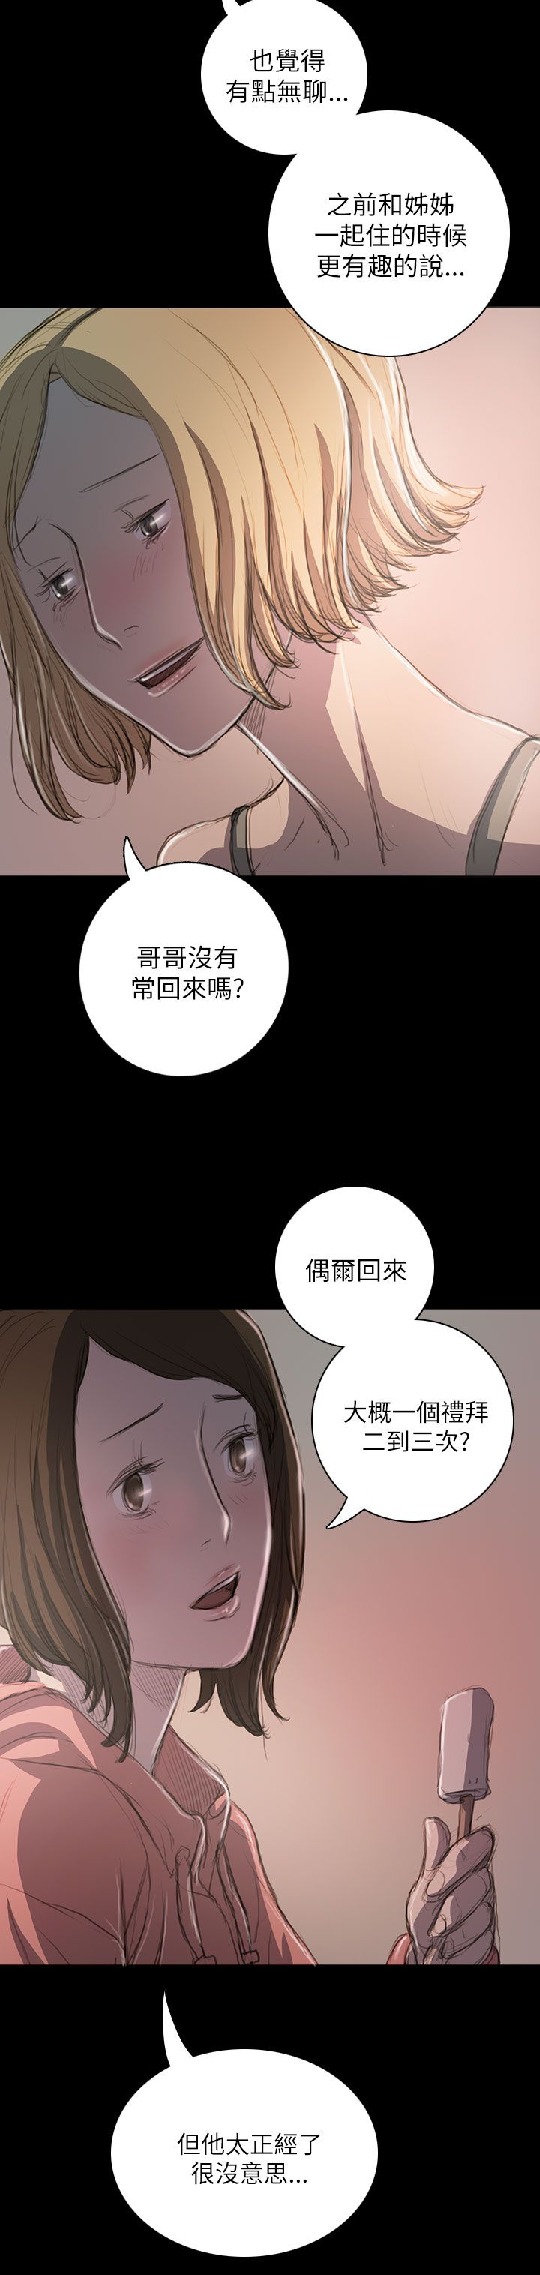 也覺得
有點無聊...
之前和姊姊
一起住的時候
更有趣的說...
哥哥沒有
常回來嗎?
偶爾回來
大概一個禮拜
二到三次?
但他太正經了
很沒意思...